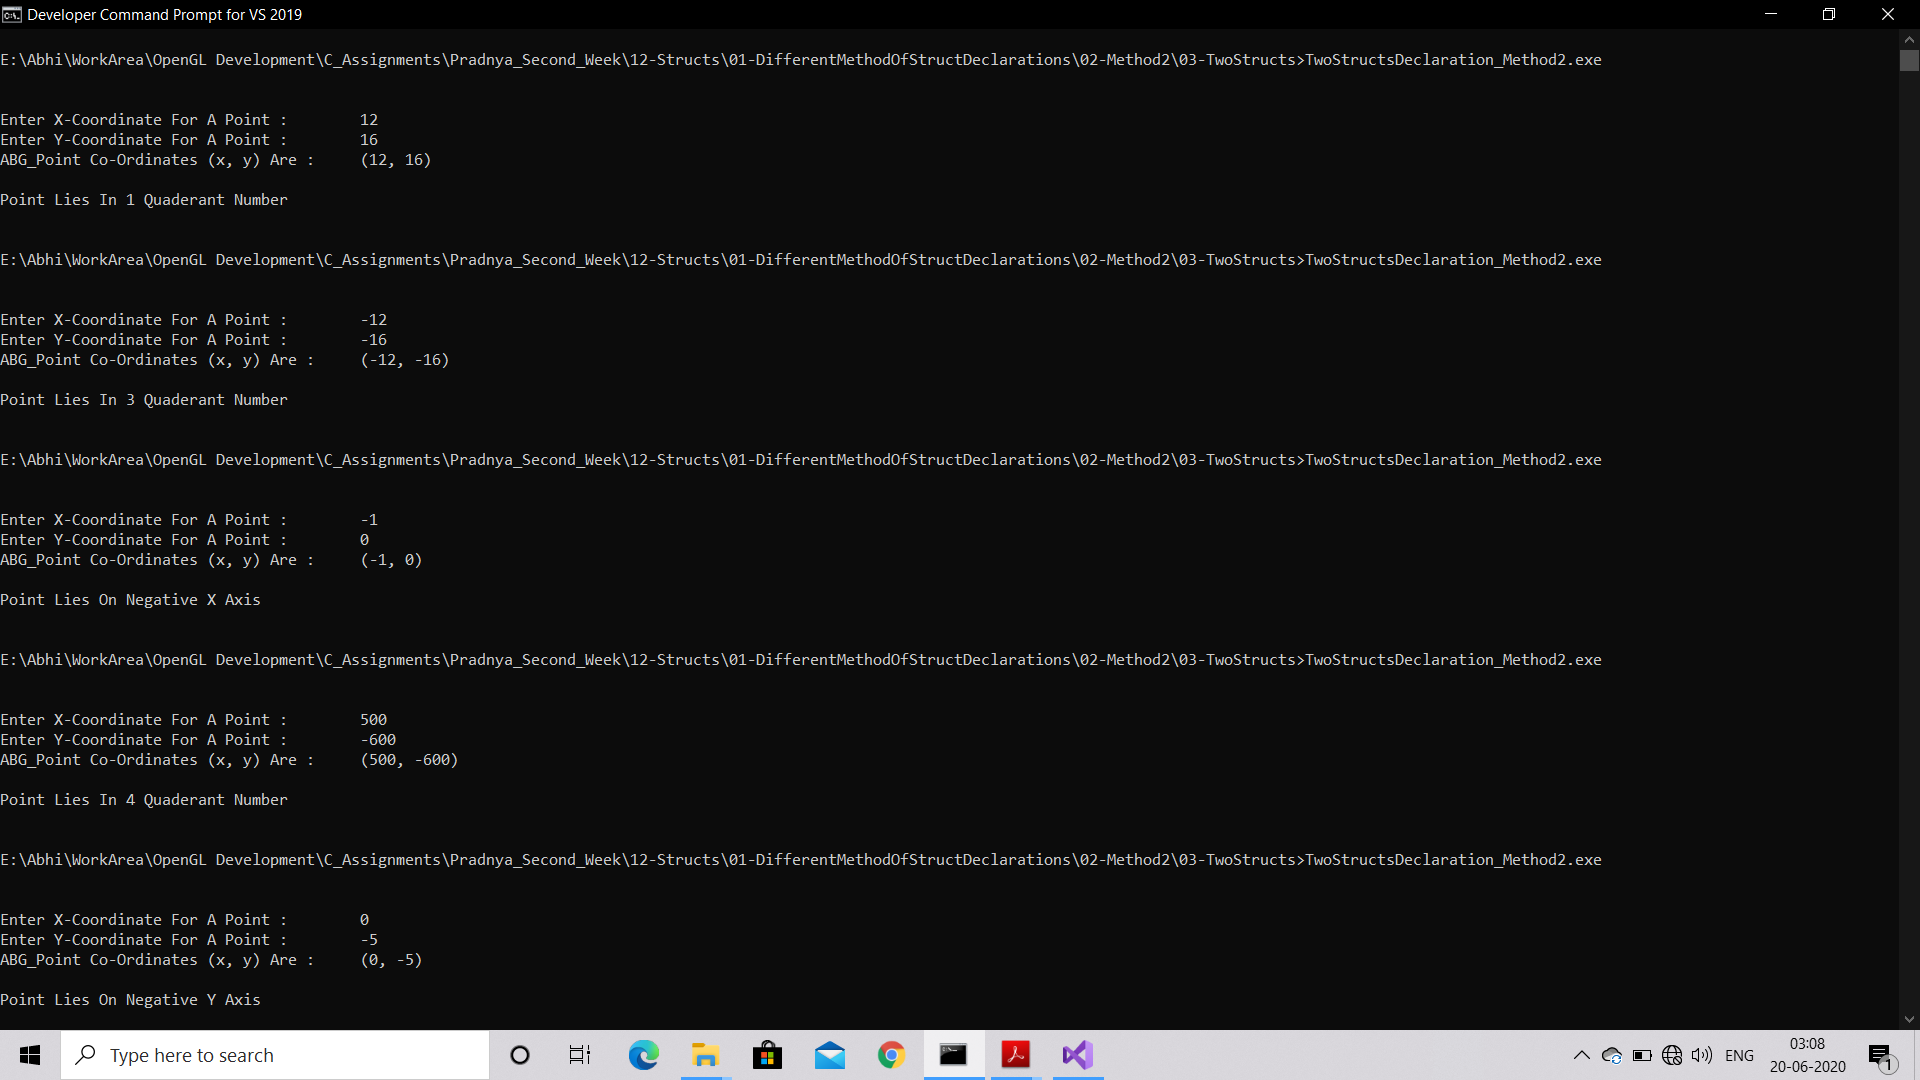 Developer Command Prompt for VS 2019
E:\Abhi\WorkArea\OpenGL Development\C_Assignments\Pradnya_Second_Week\12-Structs\01-DifferentMethodOfStructDeclarations\02-Method2\03-TwoStructs>TwoStructsDeclaration_Method2.exe
Enter X-Coordinate For A Point : 12
Enter Y-Coordinate For A Point : 16
ABG_Point Co-Ordinates (x, y) Are : (12, 16)
Point Lies In 1 Quaderant Number
E:\Abhi\WorkArea\OpenGL Development\C_Assignments\Pradnya_Second_Week\12-Structs\01-DifferentMethodOfStructDeclarations\02-Method2\03-TwoStructs>TwoStructsDeclaration_Method2.exe
Enter X-Coordinate For A Point : -12
Enter Y-Coordinate For A Point : -16
ABG_Point Co-Ordinates (x, y) Are : (-12, -16)
Point Lies In 3 Quaderant Number
E:\Abhi\WorkArea\OpenGL Development\C_Assignments\Pradnya_Second_Week\12-Structs\01-DifferentMethodOfStructDeclarations\02-Method2\03-TwoStructs>TwoStructsDeclaration_Method2.exe
Enter X-Coordinate For A Point : -1
Enter Y-Coordinate For A Point : 0
ABG_Point Co-Ordinates (x, y) Are : (-1, 0)
Point Lies On Negative X Axis
E:\Abhi\WorkArea\OpenGL Development\C_Assignments\Pradnya_Second_Week\12-Structs\01-DifferentMethodOfStructDeclarations\02-Method2\03-TwoStructs>TwoStructsDeclaration_Method2.exe
Enter X-Coordinate For A Point : 500
Enter Y-Coordinate For A Point : -600
ABG_Point Co-Ordinates (x, y) Are : (500, -600)
Point Lies In 4 Quaderant Number
E:\Abhi\WorkArea\OpenGL Development\C_Assignments\Pradnya_Second_Week\12-Structs\01-DifferentMethodOfStructDeclarations\02-Method2\03-TwoStructs>TwoStructsDeclaration_Method2.exe
Enter X-Coordinate For A Point : 0
Enter Y-Coordinate For A Point : -5
ABG_Point Co-Ordinates (x, y) Are : (0, -5)
Point Lies On Negative Y Axis
Type here to search
ENG
03:08
20-06-2020
1